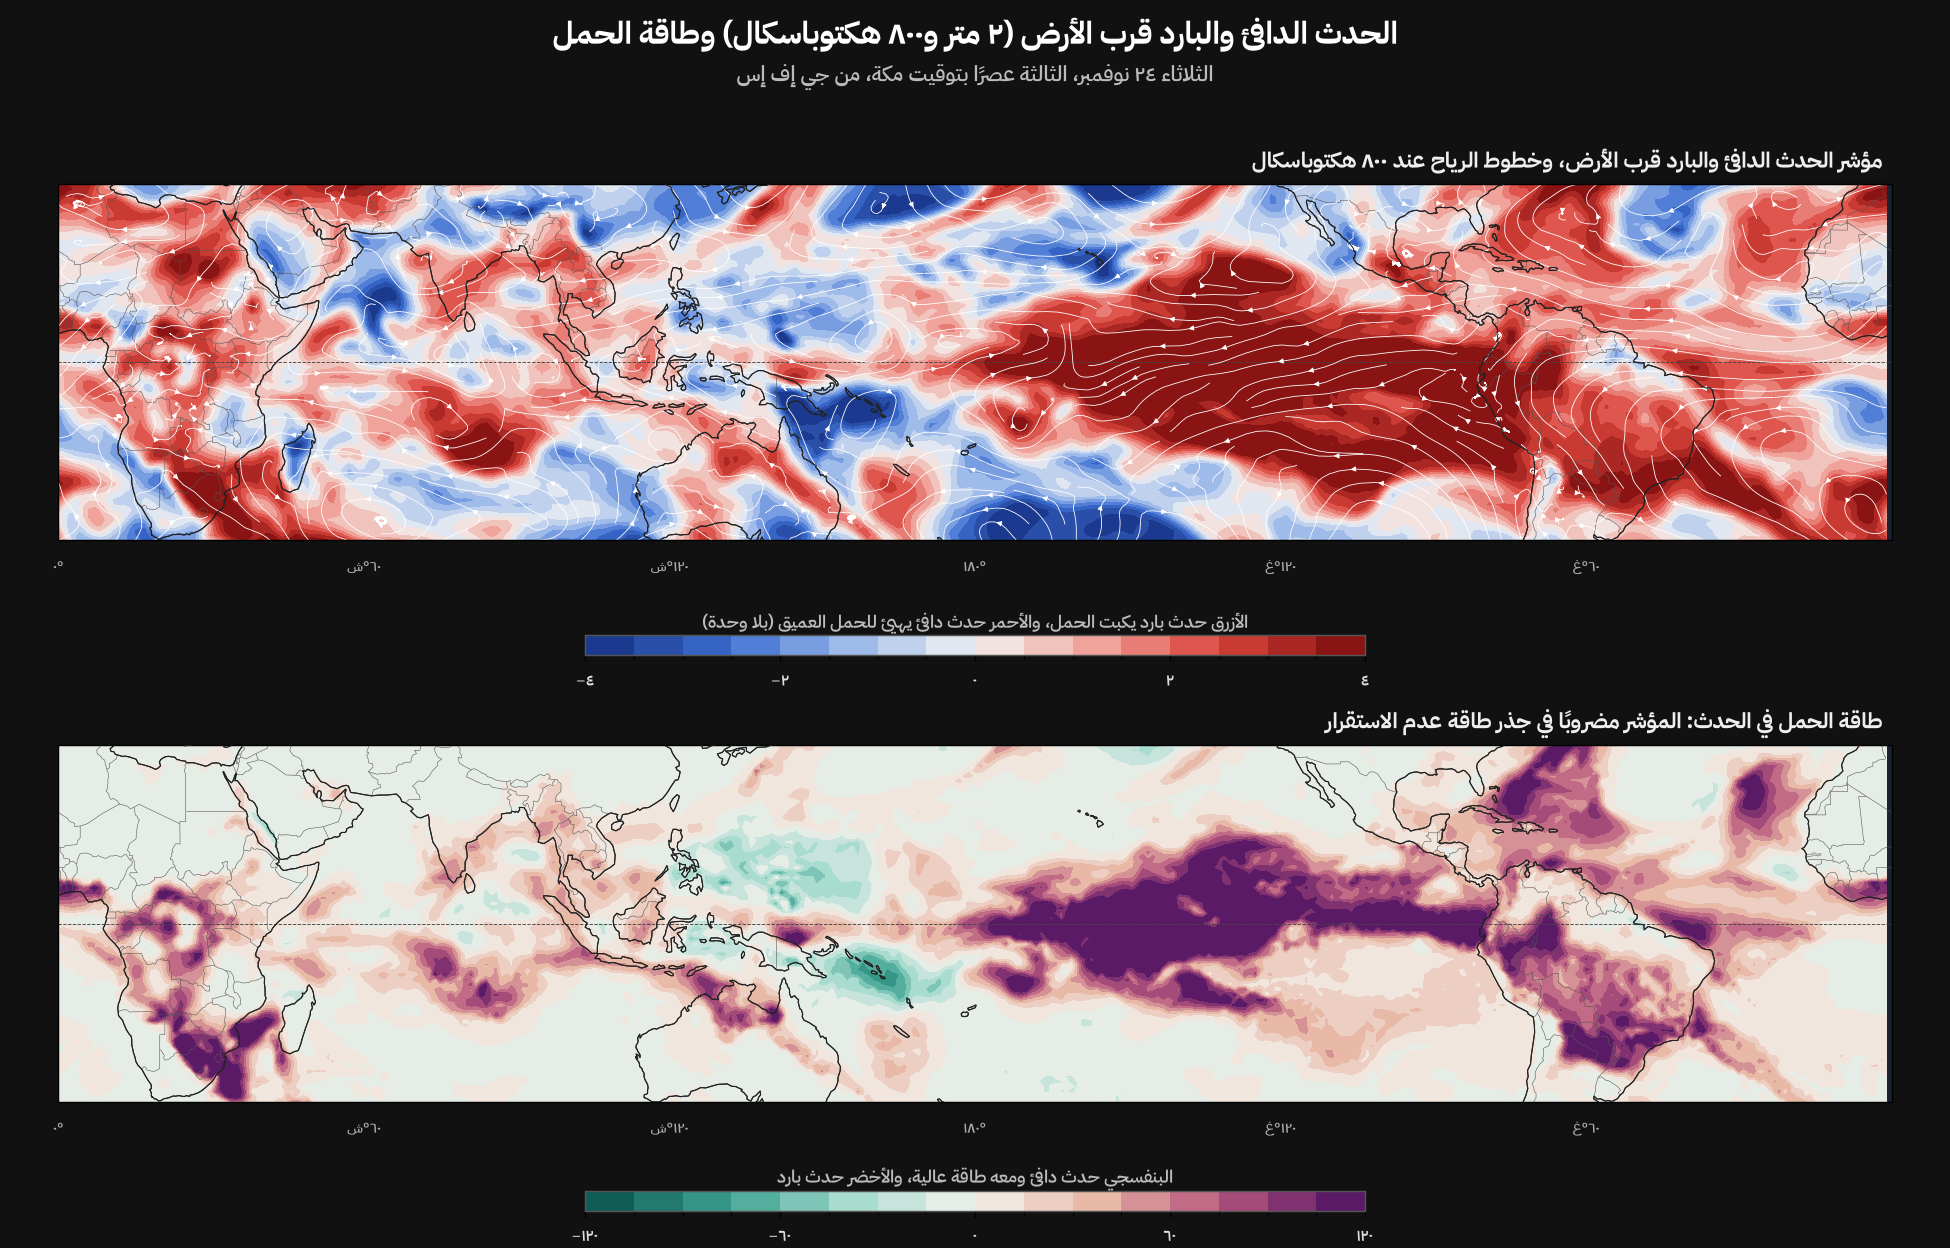 الحدث الدافئ والبارد قرب الأرض (٢ متر و٨٠٠ هكتوباسكال) وطاقة الحمل
الثلاثاء ٢٤ نوفمبر، الثالثة عصرًا بتوقيت مكة، من جي إف إس
مؤشر الحدث الدافئ والبارد قرب الأرض، وخطوط الرياح عند ٨٠٠ هكتوباسكال
٠° ٦٠°ش ١٢٠°ش ١٨٠° ١٢٠°غ ٦٠°غ
الأزرق حدث بارد يكبت الحمل، والأحمر حدث دافئ يهيئ للحمل العميق (بلا وحدة)
−٤ −٢ ٠ ٢ ٤
طاقة الحمل في الحدث: المؤشر مضروبًا في جذر طاقة عدم الاستقرار
٠° ٦٠°ش ١٢٠°ش ١٨٠° ١٢٠°غ ٦٠°غ
البنفسجي حدث دافئ ومعه طاقة عالية، والأخضر حدث بارد
−١٢٠ −٦٠ ٠ ٦٠ ١٢٠